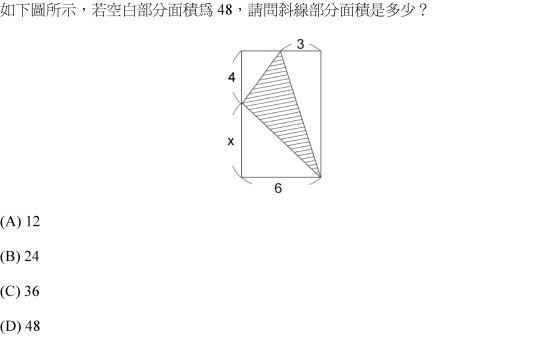 如下圖所示，若空白部分面積為 48，請問斜線部分面積是多少？
3
4
x
6
(A) 12
(B) 24
(C) 36
(D) 48